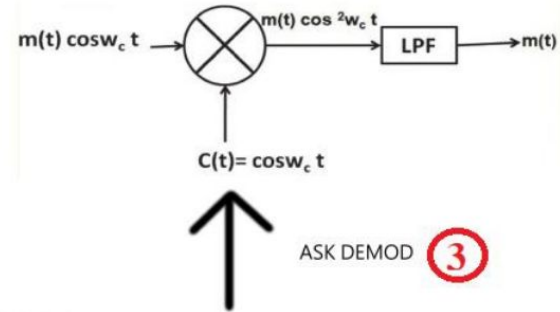 m(t) cosw_c t
m(t) cos ²w_c t
LPF
m(t)
C(t)= cosw_c t
ASK DEMOD
3